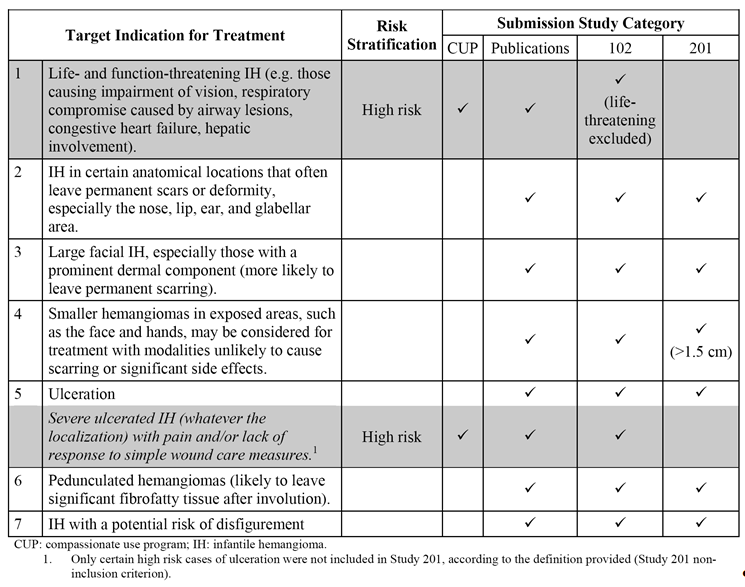 Target Indication for Treatment
Risk
Stratification
Submission Study Category
CUP Publications 102 201
1 Life- and function-threatening IH (e.g. those
causing impairment of vision, respiratory
compromise caused by airway lesions,
congestive heart failure, hepatic
involvement).
High risk ✓ ✓ ✓
(life-
threatening
excluded)
2 IH in certain anatomical locations that often
leave permanent scars or deformity,
especially the nose, lip, ear, and glabellar
area.
✓ ✓ ✓
3 Large facial IH, especially those with a
prominent dermal component (more likely to
leave permanent scarring).
✓ ✓ ✓
4 Smaller hemangiomas in exposed areas, such
as the face and hands, may be considered for
treatment with modalities unlikely to cause
scarring or significant side effects.
✓ ✓ ✓
(>1.5 cm)
5 Ulceration ✓ ✓ ✓
Severe ulcerated IH (whatever the
localization) with pain and/or lack of
response to simple wound care measures.1
High risk ✓ ✓ ✓
6 Pedunculated hemangiomas (likely to leave
significant fibrofatty tissue after involution).
✓ ✓ ✓
7 IH with a potential risk of disfigurement ✓ ✓ ✓
CUP: compassionate use program; IH: infantile hemangioma.
1. Only certain high risk cases of ulceration were not included in Study 201, according to the definition provided (Study 201 non-
inclusion criterion).